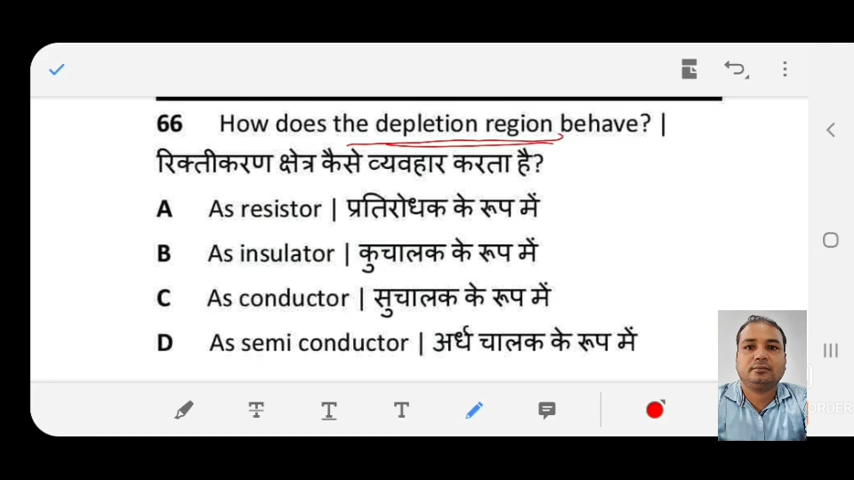 66 How does the depletion region behave? |
रिक्तीकरण क्षेत्र कैसे व्यवहार करता है?
A As resistor | प्रतिरोधक के रूप में
B As insulator | कुचालक के रूप में
C As conductor | सुचालक के रूप में
D As semi conductor | अर्ध चालक के रूप में